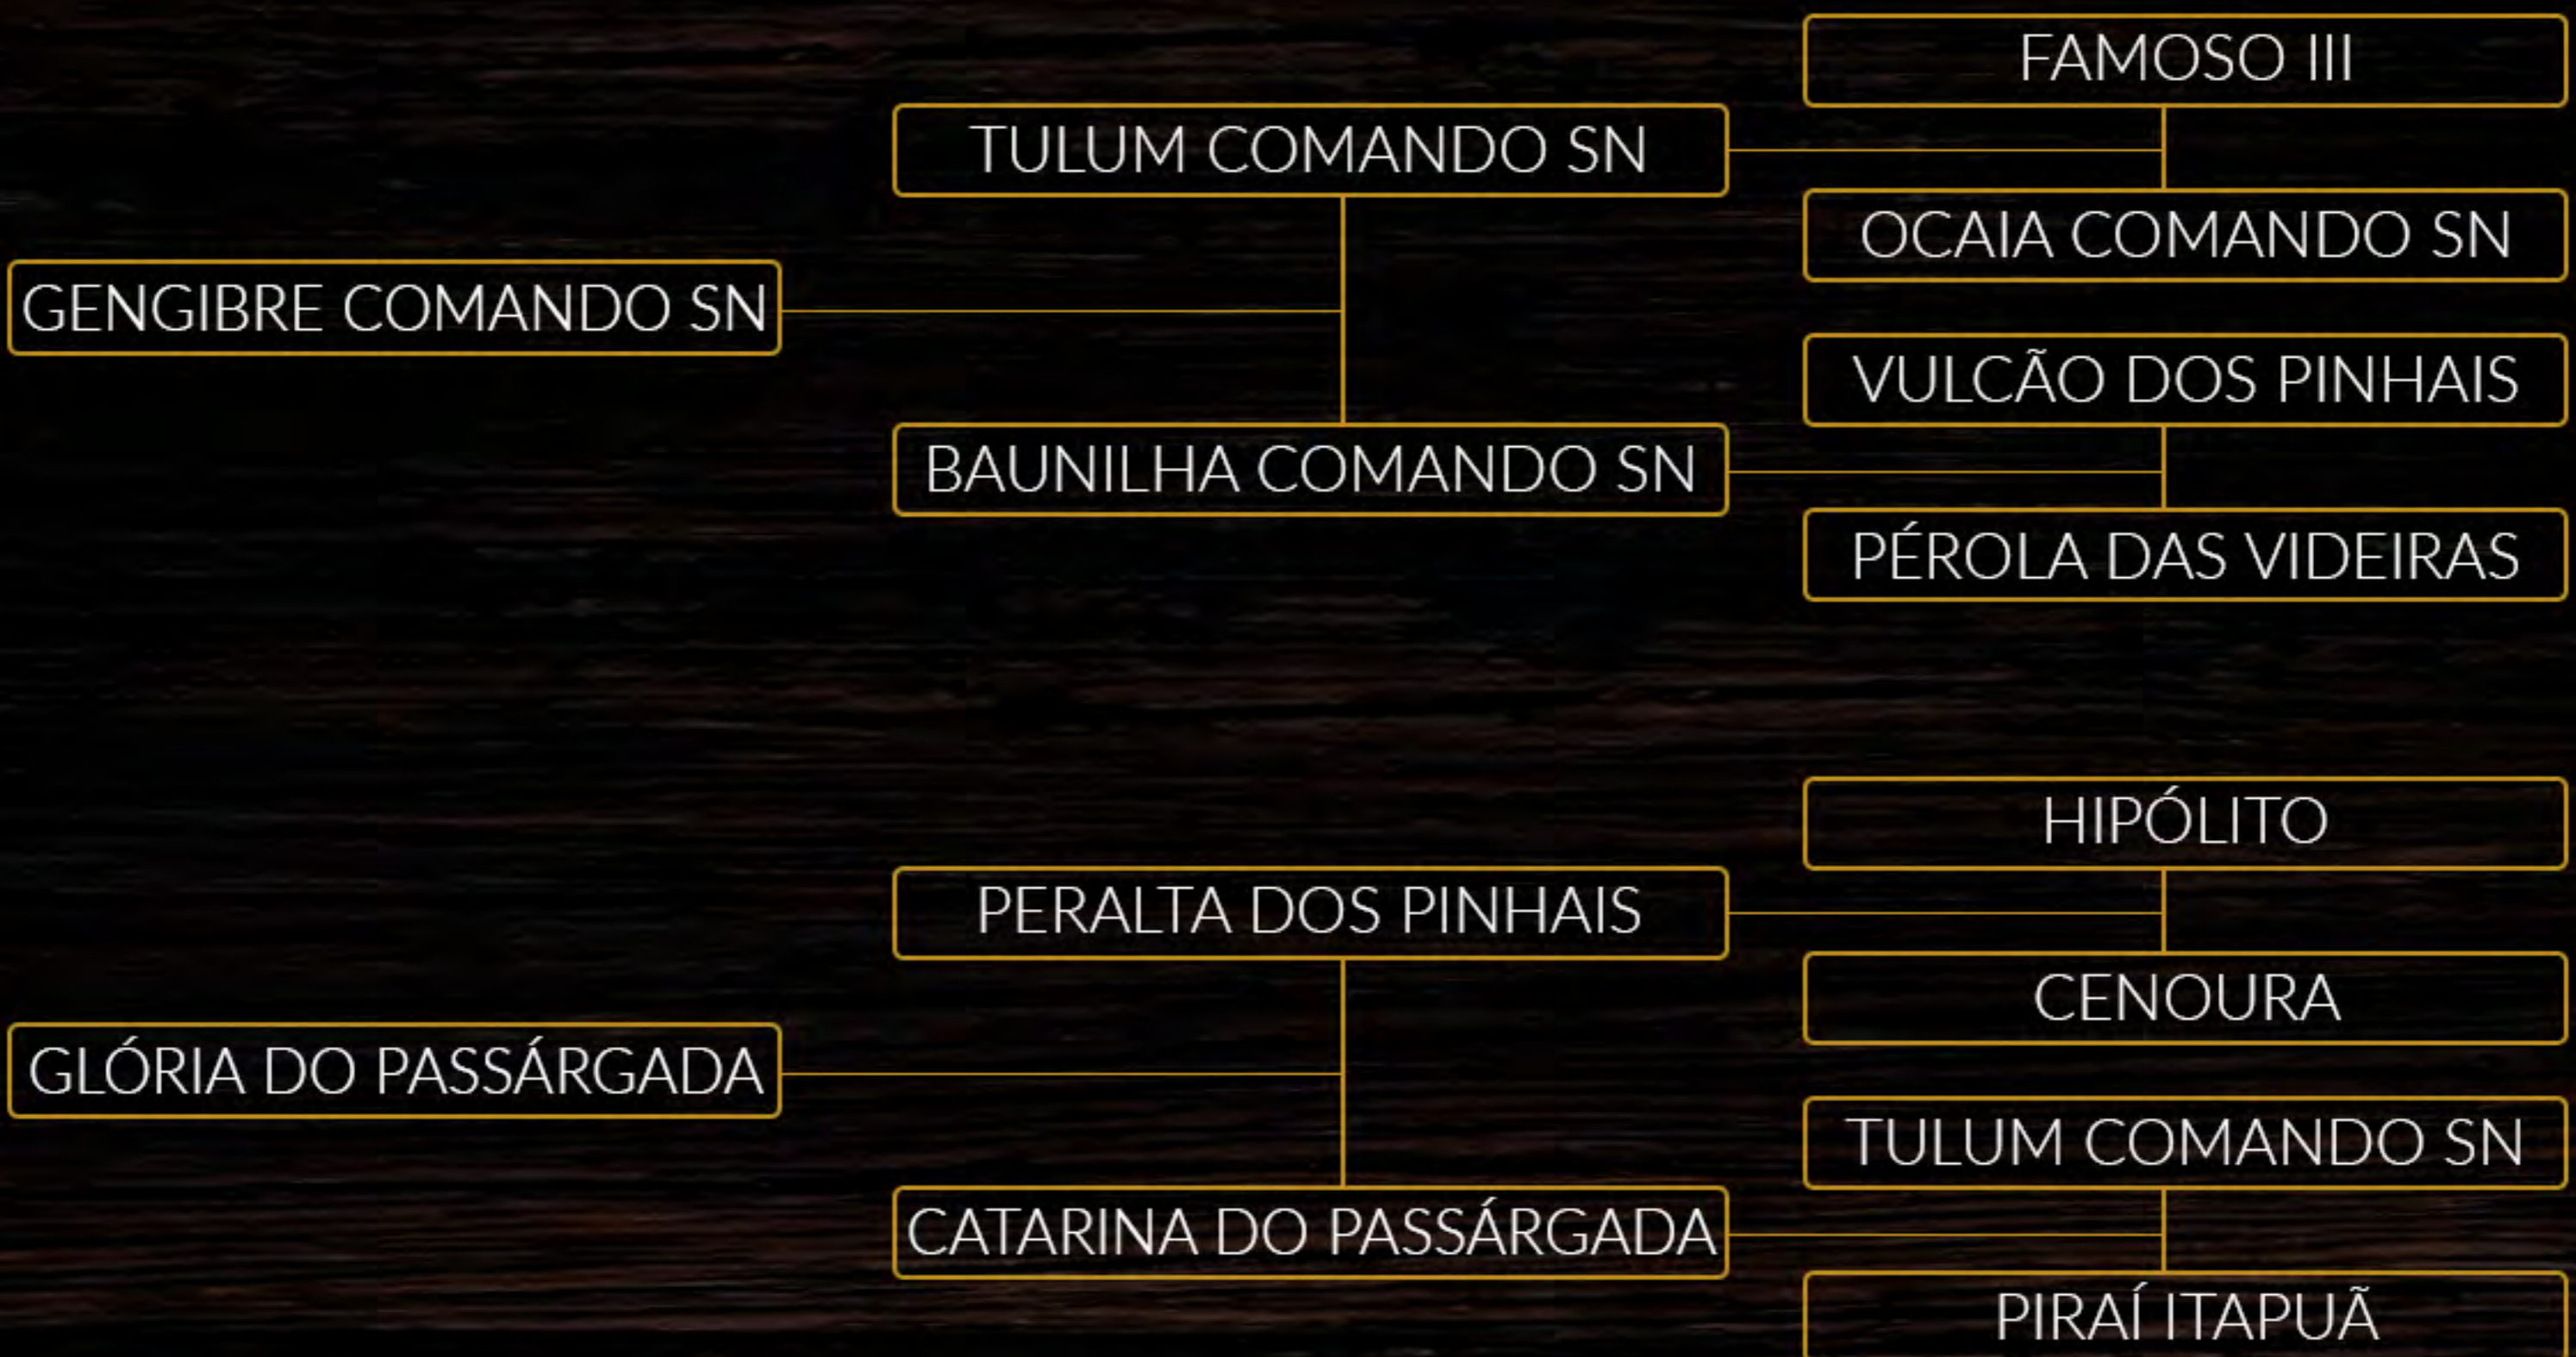 FAMOSO III
TULUM COMANDO SN
OCAIA COMANDO SN
GENGIBRE COMANDO SN
VULCÃO DOS PINHAIS
BAUNILHA COMANDO SN
PÉROLA DAS VIDEIRAS
HIPÓLITO
PERALTA DOS PINHAIS
CENOURA
GLÓRIA DO PASSÁRGADA
TULUM COMANDO SN
CATARINA DO PASSÁRGADA
PIRAÍ ITAPUÃ